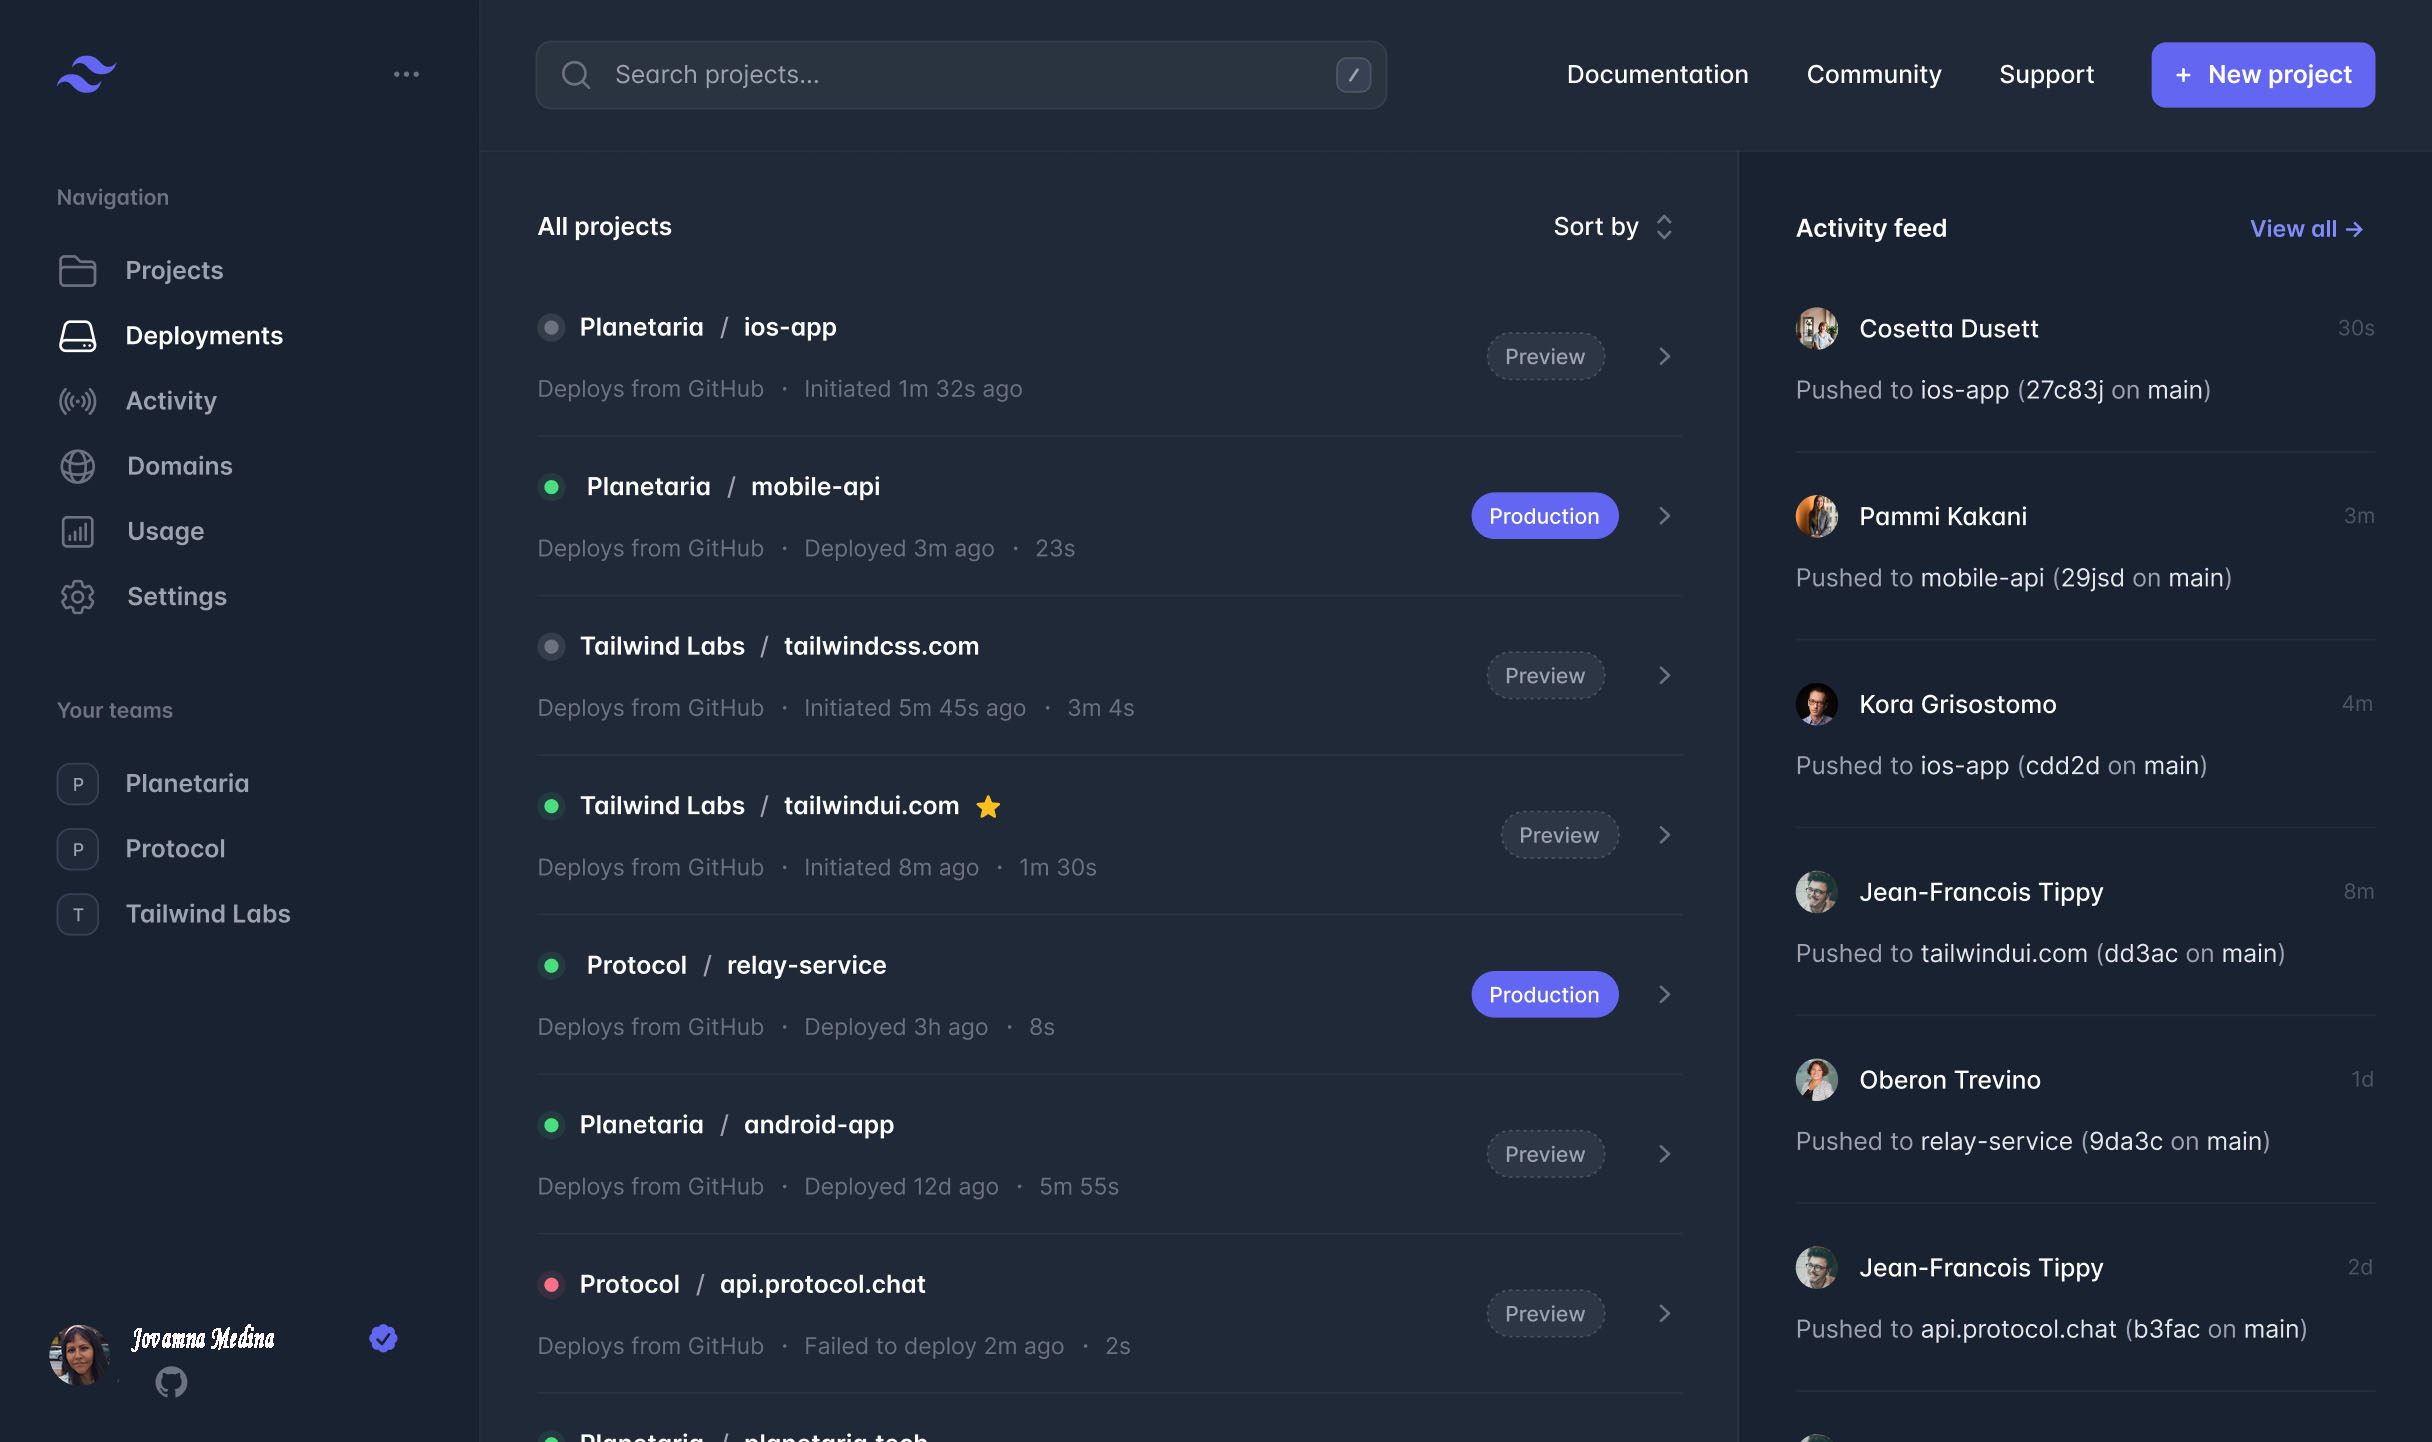 Search projects...
/
Documentation
Community
Support
+ New project
Navigation
Projects
Deployments
Activity
Domains
Usage
Settings
Your teams
P Planetaria
P Protocol
T Tailwind Labs
Jovamna Medina
All projects
Sort by
Planetaria / ios-app
Deploys from GitHub · Initiated 1m 32s ago
Preview
Planetaria / mobile-api
Deploys from GitHub · Deployed 3m ago · 23s
Production
Tailwind Labs / tailwindcss.com
Deploys from GitHub · Initiated 5m 45s ago · 3m 4s
Preview
Tailwind Labs / tailwindui.com
Deploys from GitHub · Initiated 8m ago · 1m 30s
Preview
Protocol / relay-service
Deploys from GitHub · Deployed 3h ago · 8s
Production
Planetaria / android-app
Deploys from GitHub · Deployed 12d ago · 5m 55s
Preview
Protocol / api.protocol.chat
Deploys from GitHub · Failed to deploy 2m ago · 2s
Preview
Planetaria / planetaria.tech
Activity feed
View all →
Cosetta Dusett 30s
Pushed to ios-app (27c83j on main)
Pammi Kakani 3m
Pushed to mobile-api (29jsd on main)
Kora Grisostomo 4m
Pushed to ios-app (cdd2d on main)
Jean-Francois Tippy 8m
Pushed to tailwindui.com (dd3ac on main)
Oberon Trevino 1d
Pushed to relay-service (9da3c on main)
Jean-Francois Tippy 2d
Pushed to api.protocol.chat (b3fac on main)